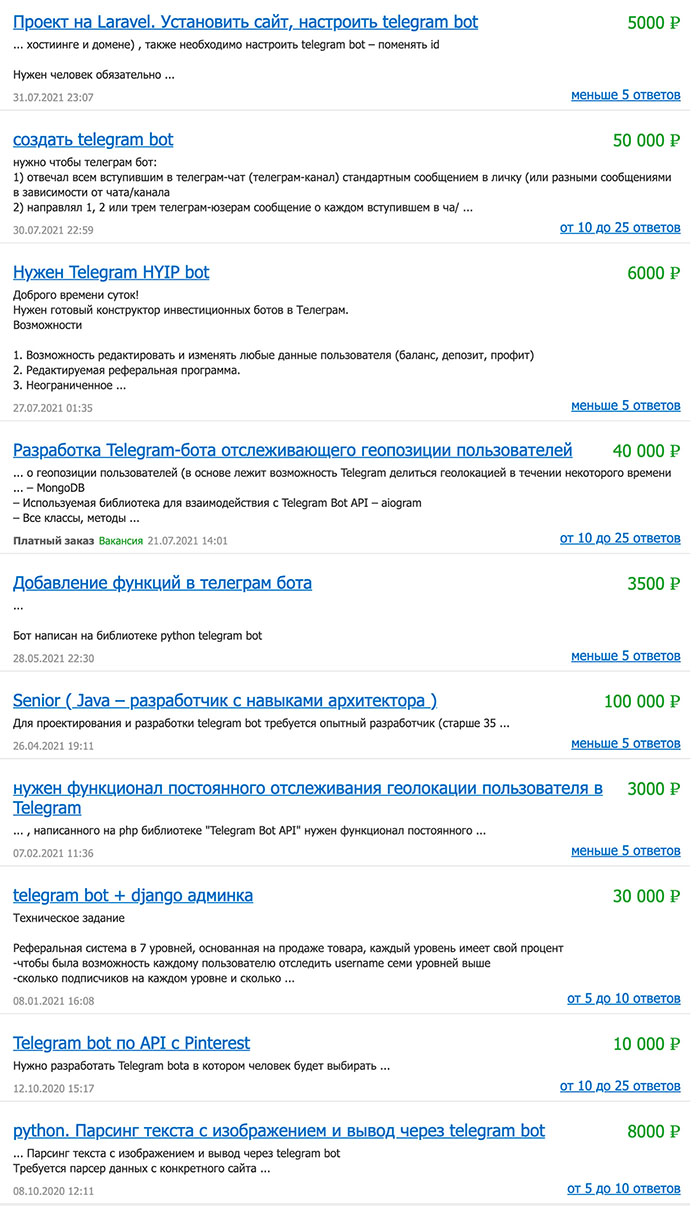 Проект на Laravel. Установить сайт, настроить telegram bot
5000 ₽
... хостиинге и домене) , также необходимо настроить telegram bot – поменять id
Нужен человек обязательно ...
31.07.2021 23:07
меньше 5 ответов
создать telegram bot
50 000 ₽
нужно чтобы телеграм бот:
1) отвечал всем вступившим в телеграм-чат (телеграм-канал) стандартным сообщением в личку (или разными сообщениями
в зависимости от чата/канала
2) направлял 1, 2 или трем телеграм-юзерам сообщение о каждом вступившем в ча/ ...
30.07.2021 22:59
от 10 до 25 ответов
Нужен Telegram HYIP bot
6000 ₽
Доброго времени суток!
Нужен готовый конструктор инвестиционных ботов в Телеграм.
Возможности
1. Возможность редактировать и изменять любые данные пользователя (баланс, депозит, профит)
2. Редактируемая реферальная программа.
3. Неограниченное ...
27.07.2021 01:35
меньше 5 ответов
Разработка Telegram-бота отслеживающего геопозиции пользователей
40 000 ₽
... о геопозиции пользователей (в основе лежит возможность Telegram делиться геолокацией в течении некоторого времени
... – MongoDB
– Используемая библиотека для взаимодействия с Telegram Bot API – aiogram
– Все классы, методы ...
Платный заказ Вакансия 21.07.2021 14:01
от 10 до 25 ответов
Добавление функций в телеграм бота
3500 ₽
...
Бот написан на библиотеке python telegram bot
28.05.2021 22:30
меньше 5 ответов
Senior ( Java – разработчик с навыками архитектора )
100 000 ₽
Для проектирования и разработки telegram bot требуется опытный разработчик (старше 35 ...
26.04.2021 19:11
меньше 5 ответов
нужен функционал постоянного отслеживания геолокации пользователя в
Telegram
3000 ₽
... , написанного на php библиотеке "Telegram Bot API" нужен функционал постоянного ...
07.02.2021 11:36
меньше 5 ответов
telegram bot + django админка
30 000 ₽
Техническое задание
Реферальная система в 7 уровней, основанная на продаже товара, каждый уровень имеет свой процент
-чтобы была возможность каждому пользователю отследить username семи уровней выше
-сколько подписчиков на каждом уровне и сколько ...
08.01.2021 16:08
от 5 до 10 ответов
Telegram bot по API с Pinterest
10 000 ₽
Нужно разработать Telegram bota в котором человек будет выбирать ...
12.10.2020 15:17
от 10 до 25 ответов
python. Парсинг текста с изображением и вывод через telegram bot
8000 ₽
... Парсинг текста с изображением и вывод через telegram bot
Требуется парсер данных с конкретного сайта ...
08.10.2020 12:11
от 5 до 10 ответов